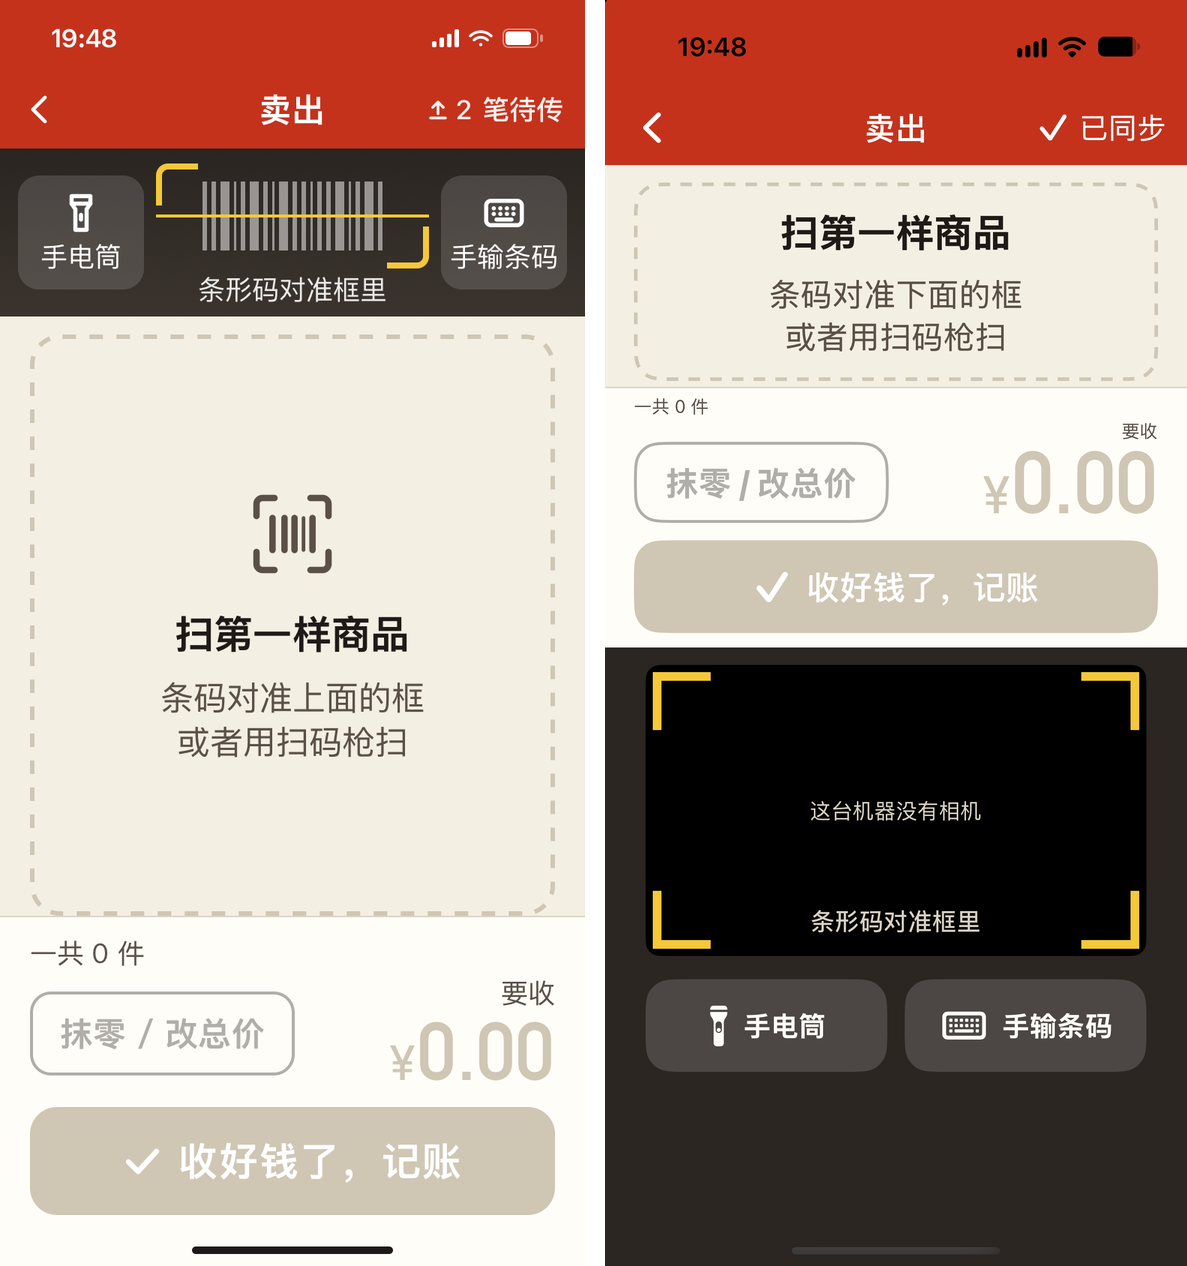 19:48
卖出
2 笔待传
手电筒
手输条码
条形码对准框里
扫第一样商品
条码对准上面的框
或者用扫码枪扫
一共 0 件
要收
抹零 / 改总价
¥0.00
收好钱了，记账
19:48
卖出
已同步
扫第一样商品
条码对准下面的框
或者用扫码枪扫
一共 0 件
要收
抹零 / 改总价
¥0.00
收好钱了，记账
这台机器没有相机
条形码对准框里
手电筒
手输条码